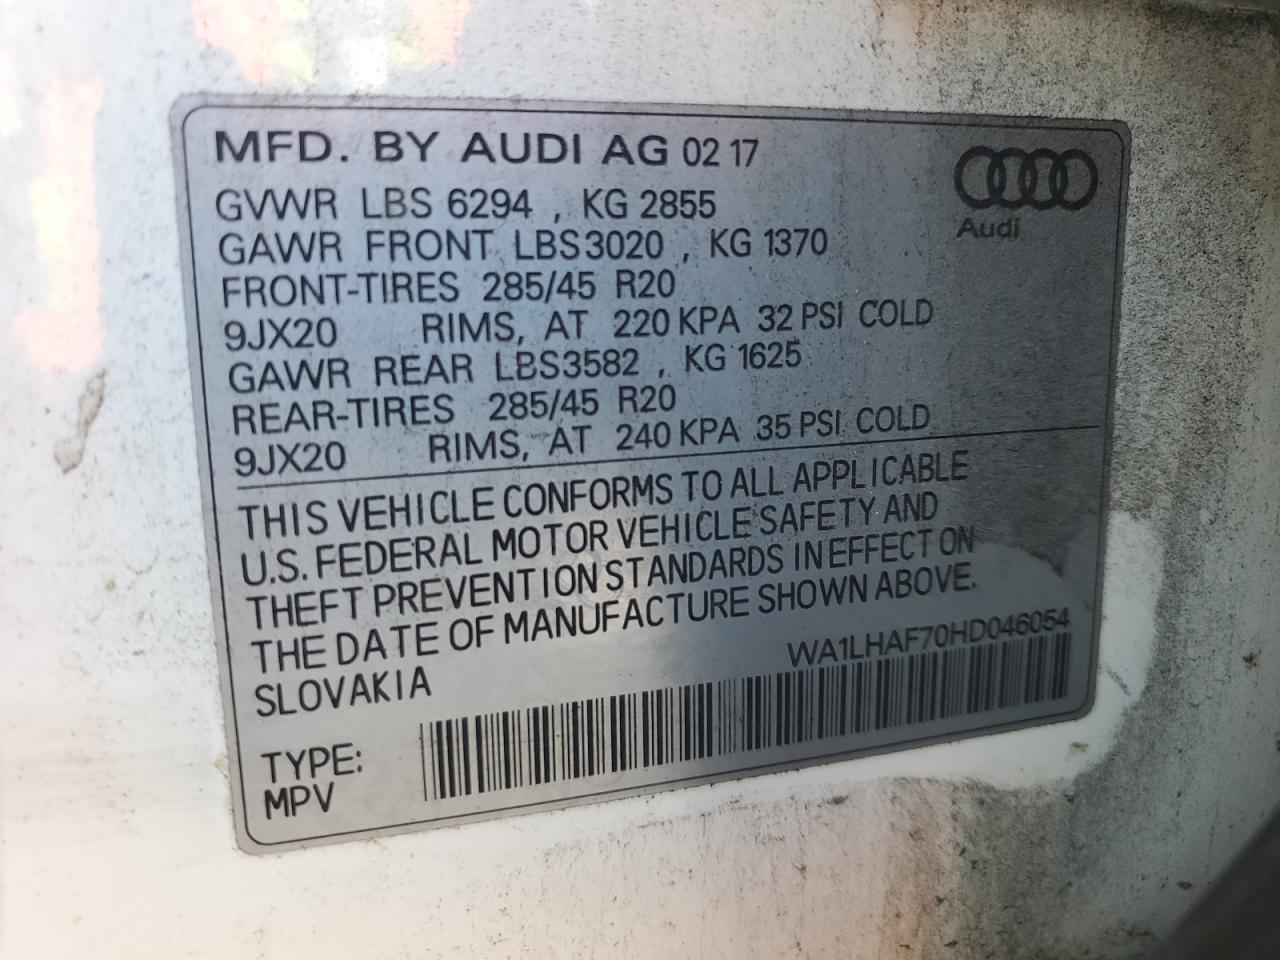 MFD. BY AUDI AG 02 17
Audi
GVWR LBS 6294 , KG 2855
GAWR FRONT LBS3020 , KG 1370
FRONT-TIRES 285/45 R20
9JX20 RIMS, AT 220 KPA 32 PSI COLD
GAWR REAR LBS3582 , KG 1625
REAR-TIRES 285/45 R20
9JX20 RIMS, AT 240 KPA 35 PSI COLD
THIS VEHICLE CONFORMS TO ALL APPLICABLE
U.S. FEDERAL MOTOR VEHICLE SAFETY AND
THEFT PREVENTION STANDARDS IN EFFECT ON
THE DATE OF MANUFACTURE SHOWN ABOVE.
SLOVAKIA
WA1LHAF70HD046054
TYPE:
MPV